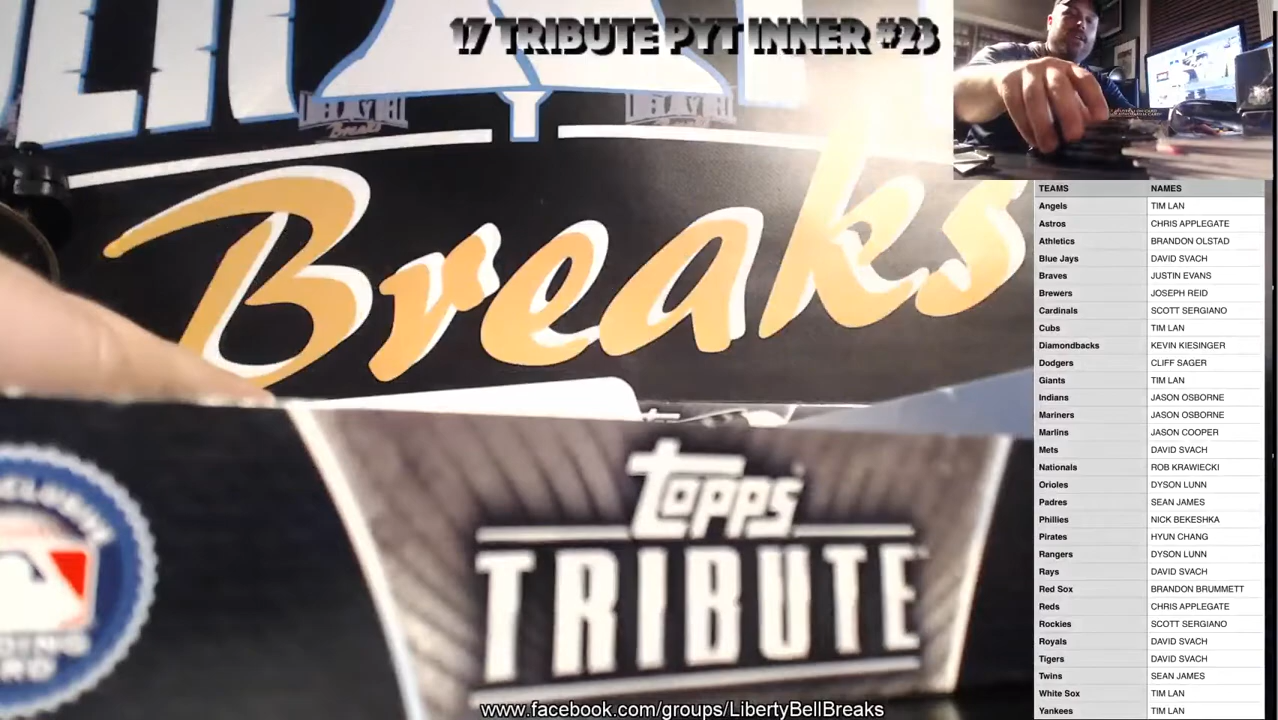 17 TRIBUTE PYT INNER #23
Breaks
Topps
TRIBUTE
TEAMS NAMES
Angels TIM LAN
Astros CHRIS APPLEGATE
Athletics BRANDON OLSTAD
Blue Jays DAVID SVACH
Braves JUSTIN EVANS
Brewers JOSEPH REID
Cardinals SCOTT SERGIANO
Cubs TIM LAN
Diamondbacks KEVIN KIESINGER
Dodgers CLIFF SAGER
Giants TIM LAN
Indians JASON OSBORNE
Mariners JASON OSBORNE
Marlins JASON COOPER
Mets DAVID SVACH
Nationals ROB KRAWIECKI
Orioles DYSON LUNN
Padres SEAN JAMES
Phillies NICK BEKESHKA
Pirates HYUN CHANG
Rangers DYSON LUNN
Rays DAVID SVACH
Red Sox BRANDON BRUMMETT
Reds CHRIS APPLEGATE
Rockies SCOTT SERGIANO
Royals DAVID SVACH
Tigers DAVID SVACH
Twins SEAN JAMES
White Sox TIM LAN
Yankees TIM LAN
www.facebook.com/groups/LibertyBellBreaks